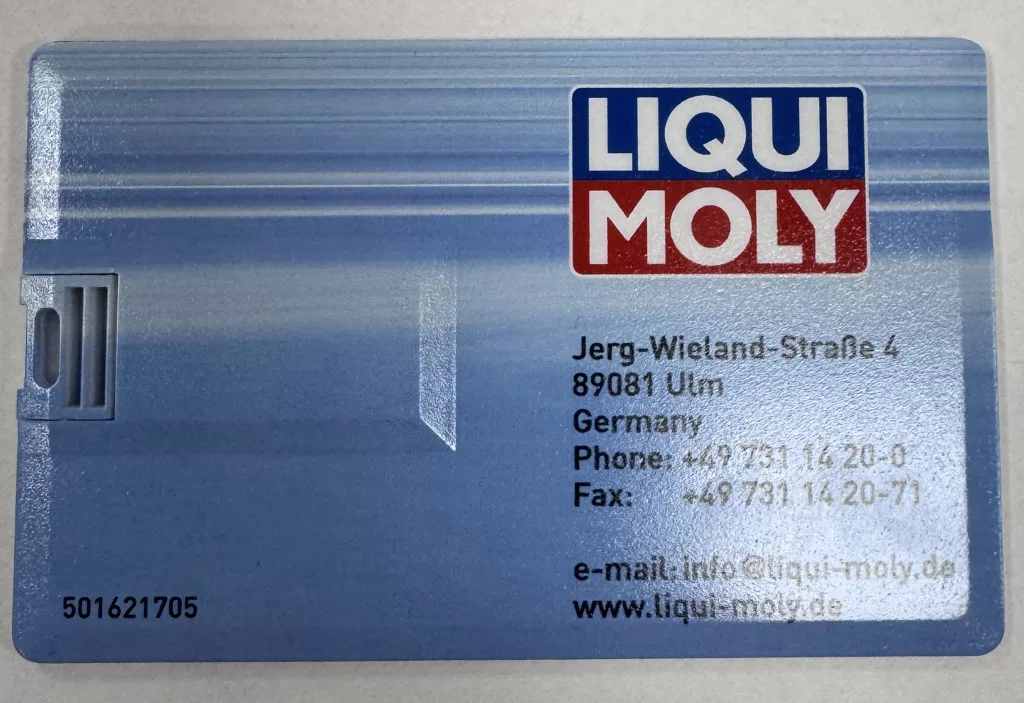 LIQUI
MOLY
Jerg-Wieland-Straße 4
89081 Ulm
Germany
Phone: +49 731 14 20-0
Fax: +49 731 14 20-71
e-mail: info@liqui-moly.de
www.liqui-moly.de
501621705